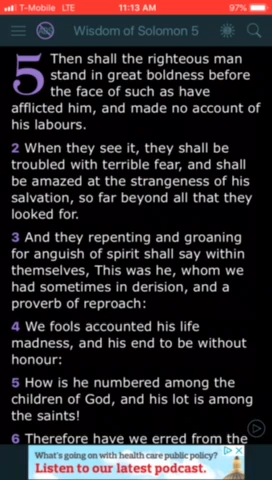 T-Mobile LTE 11:13 AM 97%
Wisdom of Solomon 5
5 Then shall the righteous man
stand in great boldness before
the face of such as have
afflicted him, and made no account of
his labours.
2 When they see it, they shall be
troubled with terrible fear, and shall
be amazed at the strangeness of his
salvation, so far beyond all that they
looked for.
3 And they repenting and groaning
for anguish of spirit shall say within
themselves, This was he, whom we
had sometimes in derision, and a
proverb of reproach:
4 We fools accounted his life
madness, and his end to be without
honour:
5 How is he numbered among the
children of God, and his lot is among
the saints!
6 Therefore have we erred from the
What's going on with health care public policy?
Listen to our latest podcast.